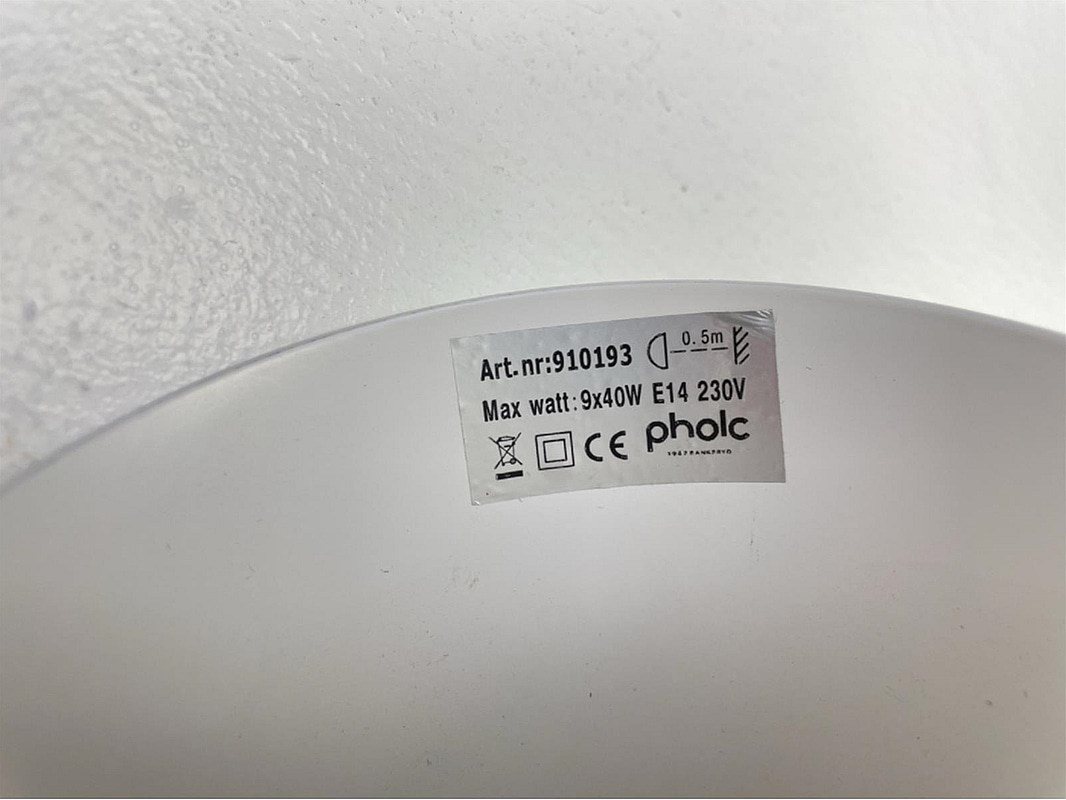 Art.nr:910193
0.5m
Max watt:9x40W E14 230V
CE pholc